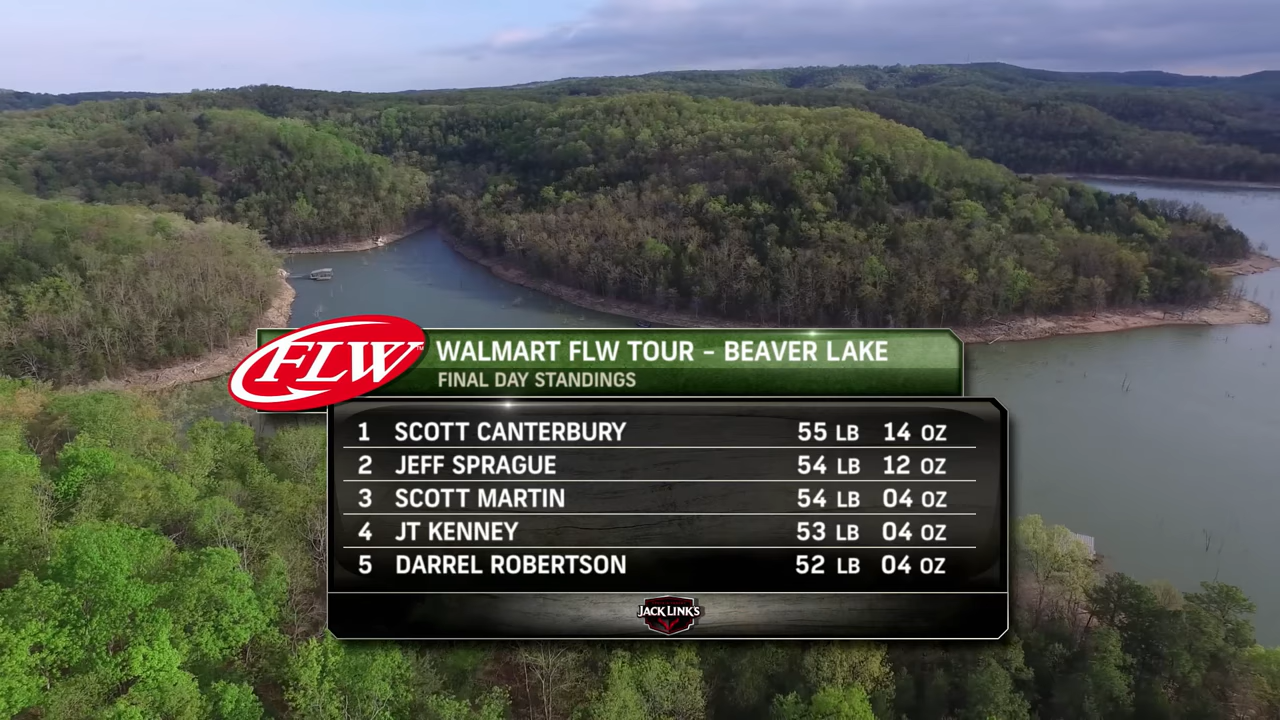 FLW
WALMART FLW TOUR – BEAVER LAKE
FINAL DAY STANDINGS
1 SCOTT CANTERBURY 55 LB 14 OZ
2 JEFF SPRAGUE 54 LB 12 OZ
3 SCOTT MARTIN 54 LB 04 OZ
4 JT KENNEY 53 LB 04 OZ
5 DARREL ROBERTSON 52 LB 04 OZ
JACK LINK'S